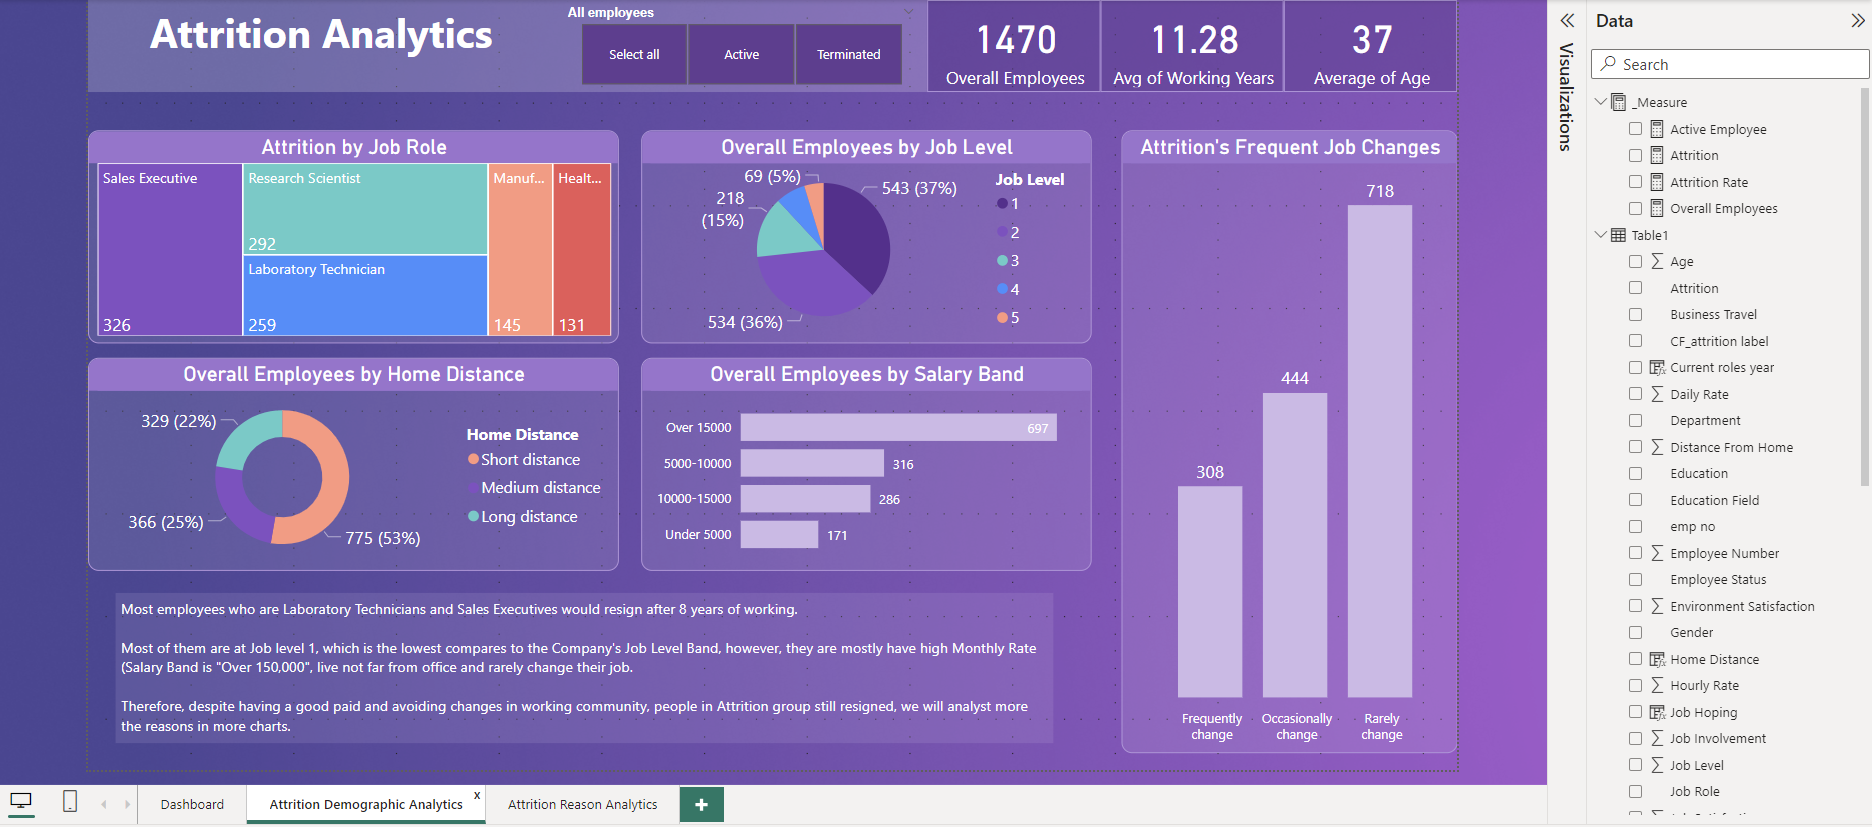 Attrition Analytics
All employees
Select all
Active
Terminated
1470
Overall Employees
11.28
Avg of Working Years
37
Average of Age
Attrition by Job Role
Sales Executive
326
Research Scientist
292
Laboratory Technician
259
Manuf...
145
Healt...
131
Overall Employees by Job Level
69 (5%)
218
(15%)
543 (37%)
534 (36%)
Job Level
1
2
3
4
5
Attrition's Frequent Job Changes
718
444
308
Frequently
change
Occasionally
change
Rarely
change
Overall Employees by Home Distance
329 (22%)
366 (25%)
775 (53%)
Home Distance
Short distance
Medium distance
Long distance
Overall Employees by Salary Band
Over 15000
697
5000-10000
316
10000-15000
286
Under 5000
171
Most employees who are Laboratory Technicians and Sales Executives would resign after 8 years of working.
Most of them are at Job level 1, which is the lowest compares to the Company's Job Level Band, however, they are mostly have high Monthly Rate
(Salary Band is "Over 150,000", live not far from office and rarely change their job.
Therefore, despite having a good paid and avoiding changes in working community, people in Attrition group still resigned, we will analyst more
the reasons in more charts.
Dashboard
Attrition Demographic Analytics
x
Attrition Reason Analytics
+
Visualizations
Data
Search
_Measure
Active Employee
Attrition
Attrition Rate
Overall Employees
Table1
Age
Attrition
Business Travel
CF_attrition label
Current roles year
Daily Rate
Department
Distance From Home
Education
Education Field
emp no
Employee Number
Employee Status
Environment Satisfaction
Gender
Home Distance
Hourly Rate
Job Hoping
Job Involvement
Job Level
Job Role